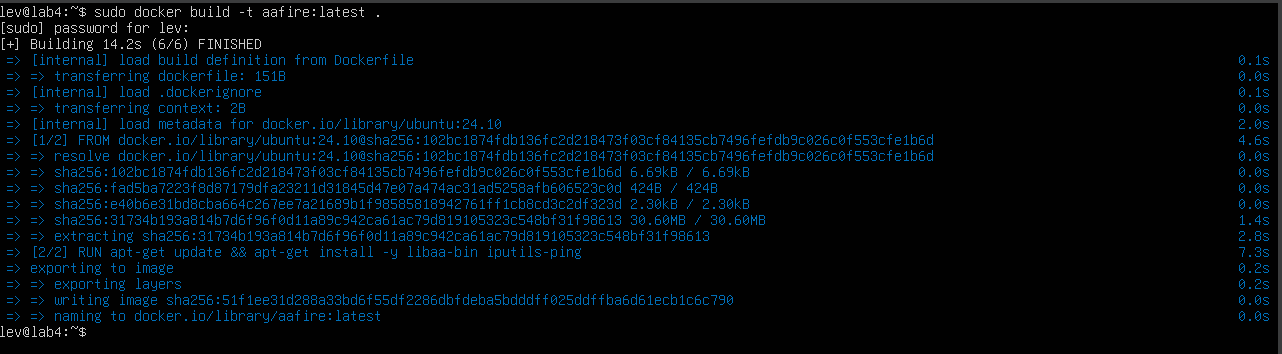 lev@lab4:~$ sudo docker build -t aafire:latest .
[sudo] password for lev:
[+] Building 14.2s (6/6) FINISHED
=> [internal] load build definition from Dockerfile 0.1s
=> => transferring dockerfile: 151B 0.0s
=> [internal] load .dockerignore 0.1s
=> => transferring context: 2B 0.0s
=> [internal] load metadata for docker.io/library/ubuntu:24.10 2.0s
=> [1/2] FROM docker.io/library/ubuntu:24.10@sha256:102bc1874fdb136fc2d218473f03cf84135cb7496fefdb9c026c0f553cfe1b6d 4.6s
=> => resolve docker.io/library/ubuntu:24.10@sha256:102bc1874fdb136fc2d218473f03cf84135cb7496fefdb9c026c0f553cfe1b6d 0.0s
=> => sha256:102bc1874fdb136fc2d218473f03cf84135cb7496fefdb9c026c0f553cfe1b6d 6.69kB / 6.69kB 0.0s
=> => sha256:fad5ba7223f8d87179dfa23211d31845d47e07a474ac31ad5258afb606523c0d 424B / 424B 0.0s
=> => sha256:e40b6e31bd8cba664c267ee7a21689b1f98585818942761ff1cb8cd3c2df323d 2.30kB / 2.30kB 0.0s
=> => sha256:31734b193a814b7d6f96f0d11a89c942ca61ac79d819105323c548bf31f98613 30.60MB / 30.60MB 1.4s
=> => extracting sha256:31734b193a814b7d6f96f0d11a89c942ca61ac79d819105323c548bf31f98613 2.8s
=> [2/2] RUN apt-get update && apt-get install -y libaa-bin iputils-ping 7.3s
=> exporting to image 0.2s
=> => exporting layers 0.2s
=> => writing image sha256:51f1ee31d288a33bd6f55df2286dbfdeba5bdddff025ddffba6d61ecb1c6c790 0.0s
=> => naming to docker.io/library/aafire:latest 0.0s
lev@lab4:~$